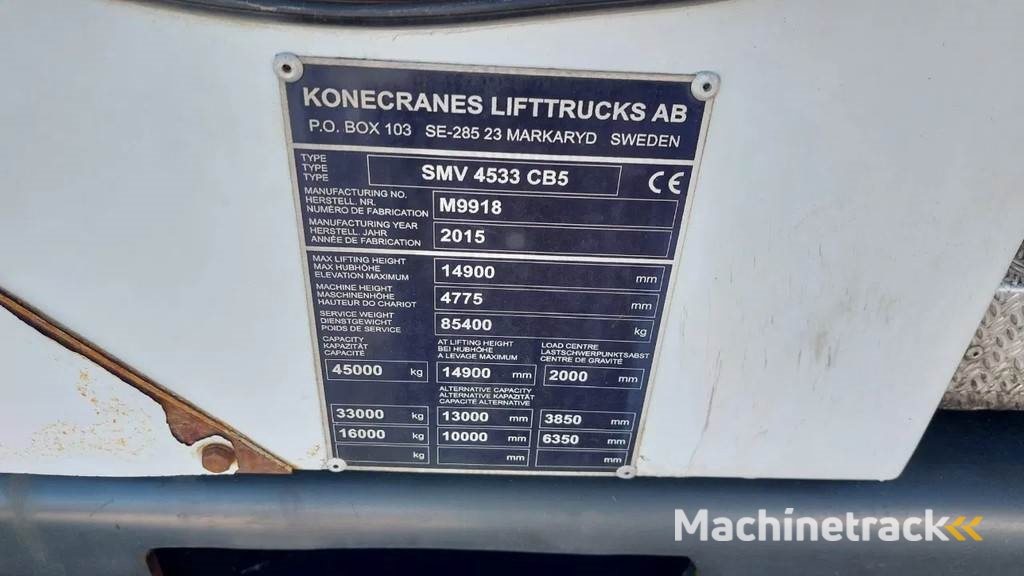 KONECRANES LIFTTRUCKS AB
P.O. BOX 103 SE-285 23 MARKARYD SWEDEN
TYPE
TYPE
TYPE
SMV 4533 CB5
CE
MANUFACTURING NO.
HERSTELL. NR.
NUMÉRO DE FABRICATION
M9918
MANUFACTURING YEAR
HERSTELL. JAHR
ANNÉE DE FABRICATION
2015
MAX LIFTING HEIGHT
MAX HUBHÖHE
ELEVATION MAXIMUM
14900 mm
MACHINE HEIGHT
MASCHINENHÖHE
HAUTEUR DO CHARIOT
4775 mm
SERVICE WEIGHT
DIENSTGEWICHT
POIDS DE SERVICE
85400 kg
CAPACITY
KAPAZITÄT
CAPACITÉ
AT LIFTING HEIGHT
BEI HUBHÖHE
A LEVAGE MAXIMUM
LOAD CENTRE
LASTSCHWERPUNKTSABST
CENTRE DE GRAVITÉ
45000 kg 14900 mm 2000 mm
ALTERNATIVE CAPACITY
ALTERNATIVE KAPAZITÄT
CAPACITÉ ALTERNATIVE
33000 kg 13000 mm 3850 mm
16000 kg 10000 mm 6350 mm
kg mm mm
Machinetrack